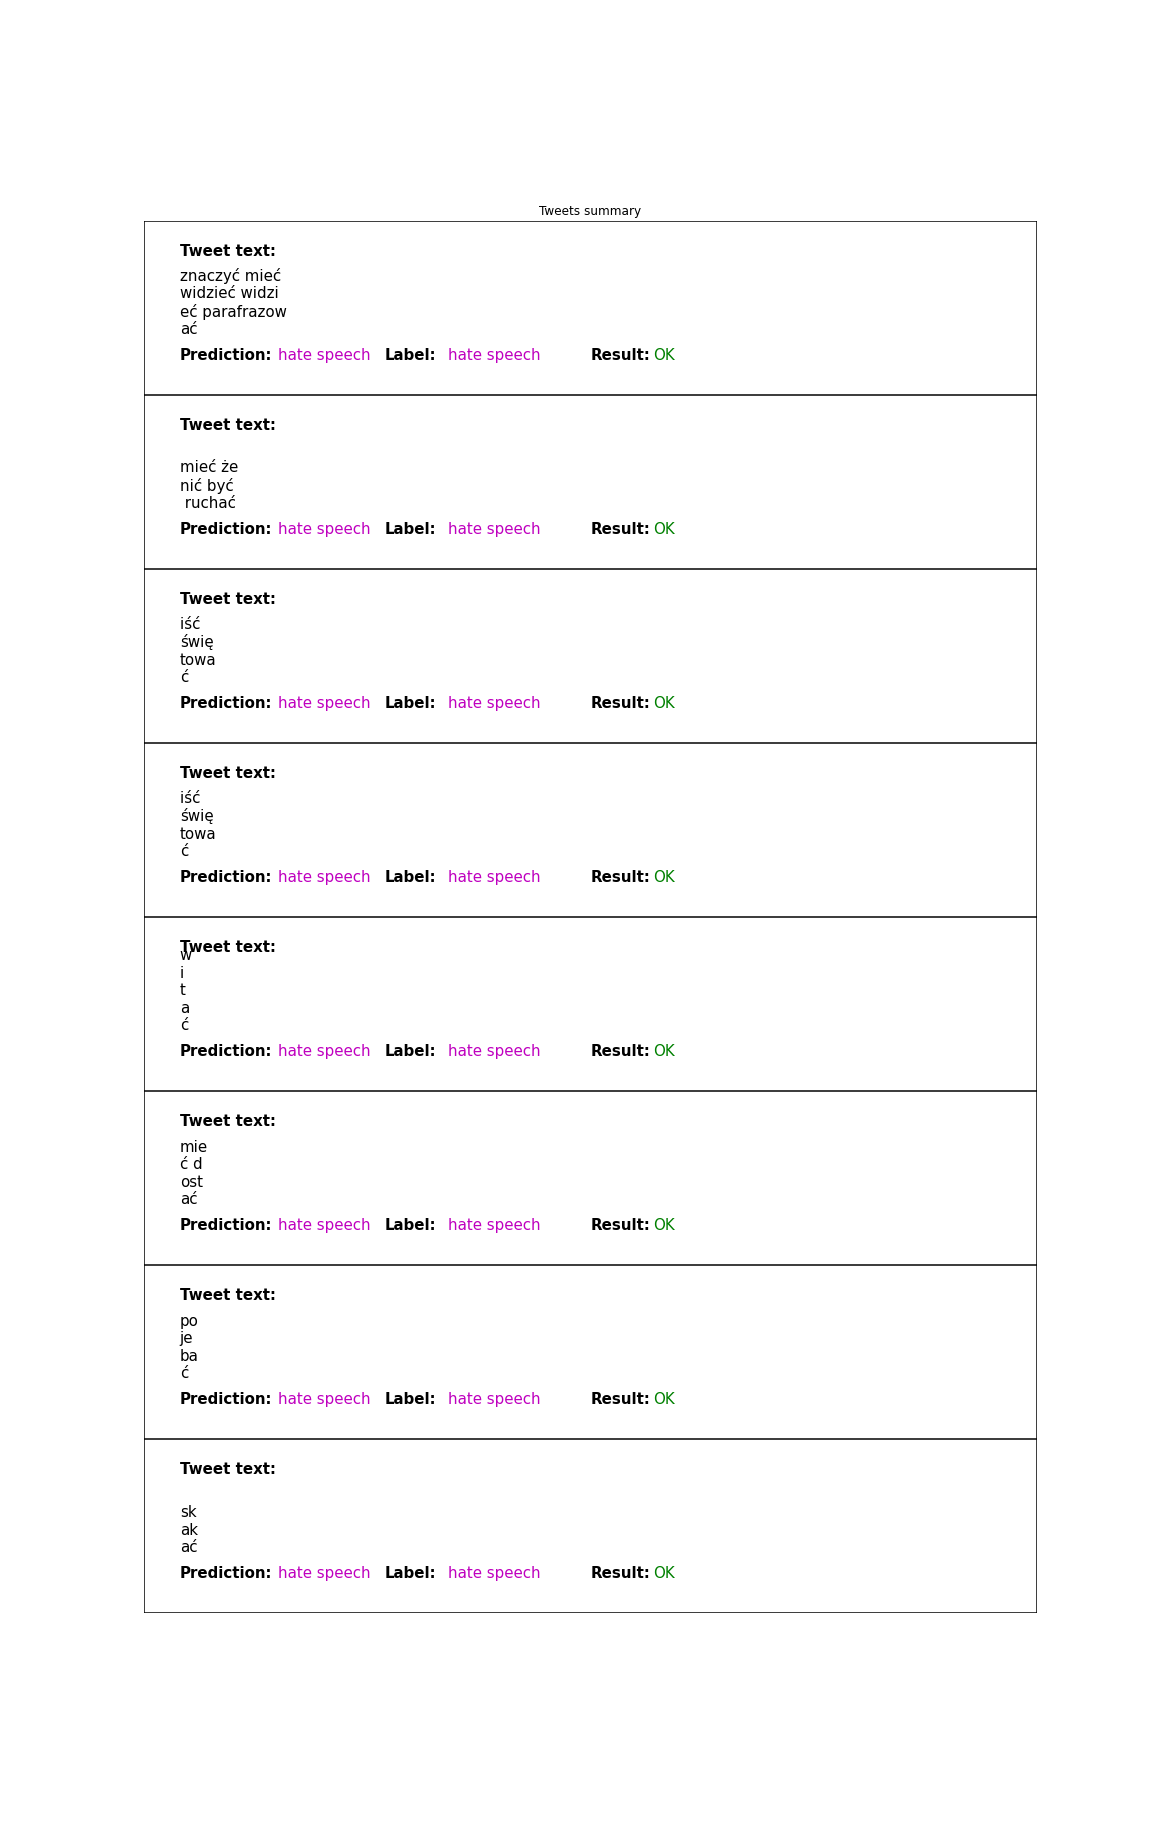 Tweets summary
Tweet text:
znaczyć mieć
widzieć widzi
eć parafrazow
ać
Prediction: hate speech Label: hate speech Result: OK
Tweet text:
mieć że
nić być
ruchać
Prediction: hate speech Label: hate speech Result: OK
Tweet text:
iść
świę
towa
ć
Prediction: hate speech Label: hate speech Result: OK
Tweet text:
iść
świę
towa
ć
Prediction: hate speech Label: hate speech Result: OK
Tweet text:
w
i
t
a
ć
Prediction: hate speech Label: hate speech Result: OK
Tweet text:
mie
ć d
ost
ać
Prediction: hate speech Label: hate speech Result: OK
Tweet text:
po
je
ba
ć
Prediction: hate speech Label: hate speech Result: OK
Tweet text:
sk
ak
ać
Prediction: hate speech Label: hate speech Result: OK